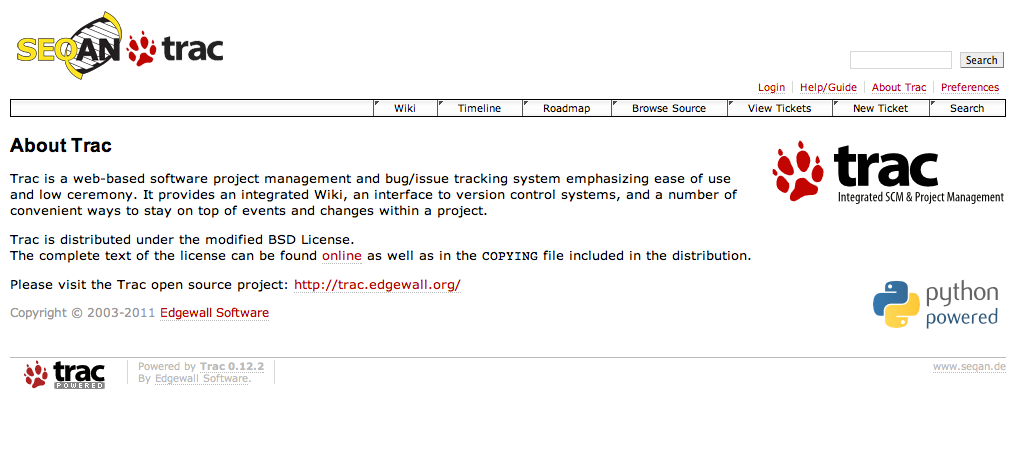 SEQAN trac
Search
Login Help/Guide About Trac Preferences
Wiki Timeline Roadmap Browse Source View Tickets New Ticket Search
About Trac
trac
Integrated SCM & Project Management
Trac is a web-based software project management and bug/issue tracking system emphasizing ease of use
and low ceremony. It provides an integrated Wiki, an interface to version control systems, and a number of
convenient ways to stay on top of events and changes within a project.
Trac is distributed under the modified BSD License.
The complete text of the license can be found online as well as in the COPYING file included in the distribution.
Please visit the Trac open source project: http://trac.edgewall.org/
Copyright © 2003-2011 Edgewall Software
python
powered
trac
POWERED
Powered by Trac 0.12.2
By Edgewall Software.
www.seqan.de